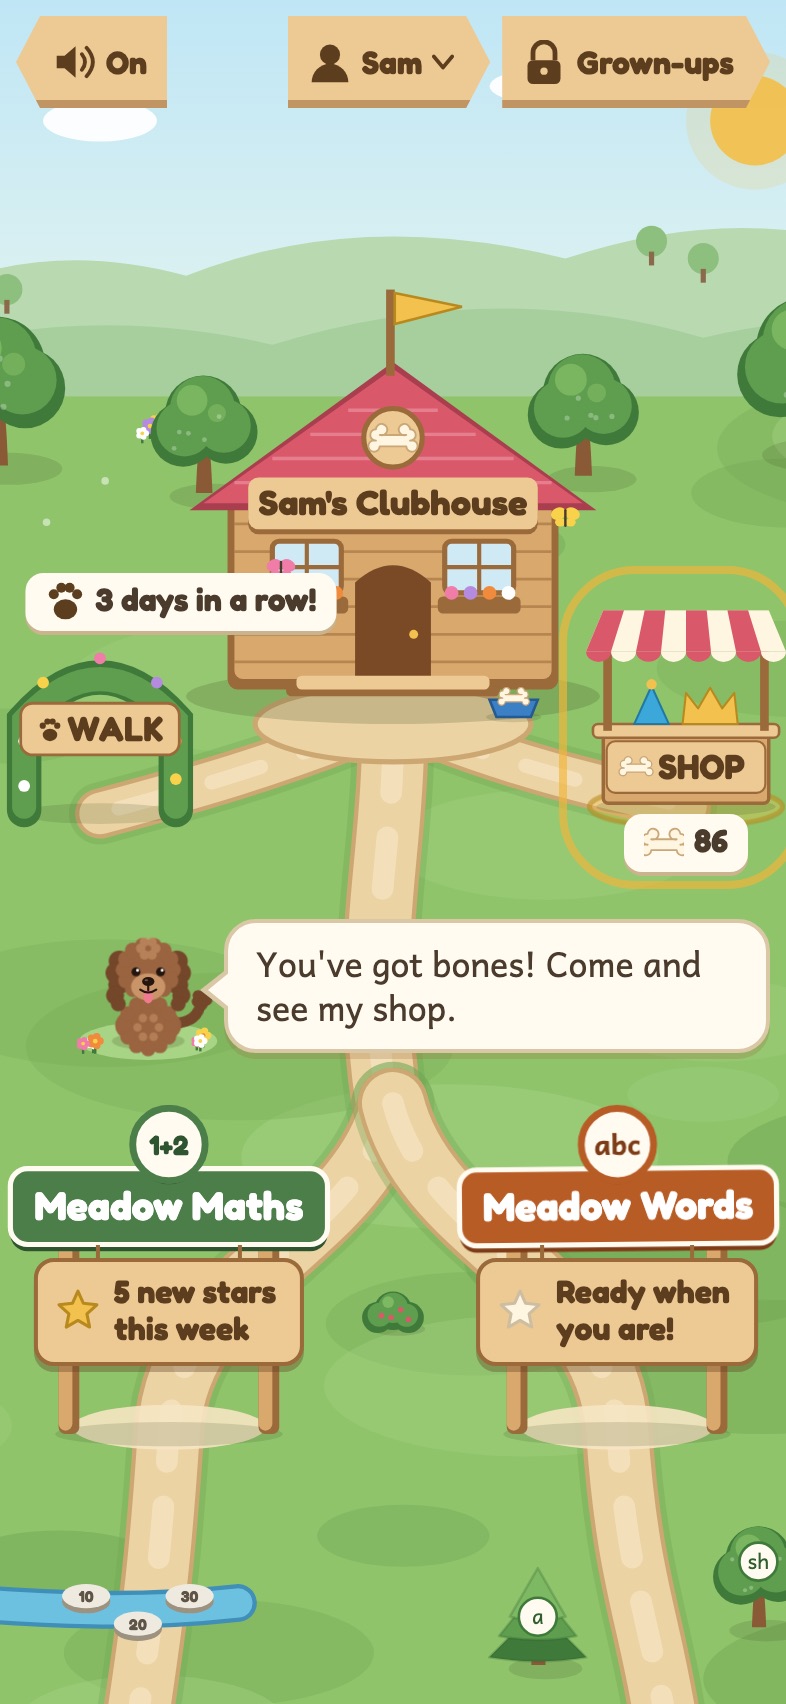 On
Sam
Grown-ups
Sam's Clubhouse
3 days in a row!
WALK
SHOP
86
You've got bones! Come and
see my shop.
1+2
abc
Meadow Maths
Meadow Words
5 new stars
this week
Ready when
you are!
sh
10
30
20
a